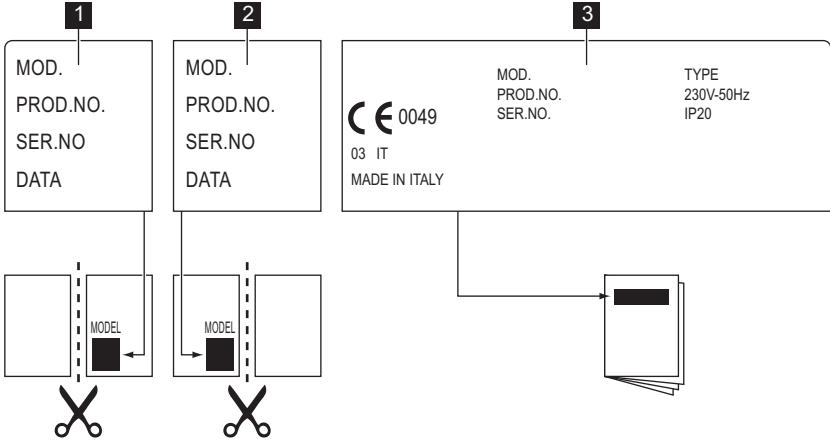 1
MOD.
PROD.NO.
SER.NO
DATA
2
MOD.
PROD.NO.
SER.NO
DATA
3
MOD.
PROD.NO.
SER.NO.
TYPE
230V-50Hz
IP20
CE 0049
03 IT
MADE IN ITALY
MODEL
MODEL